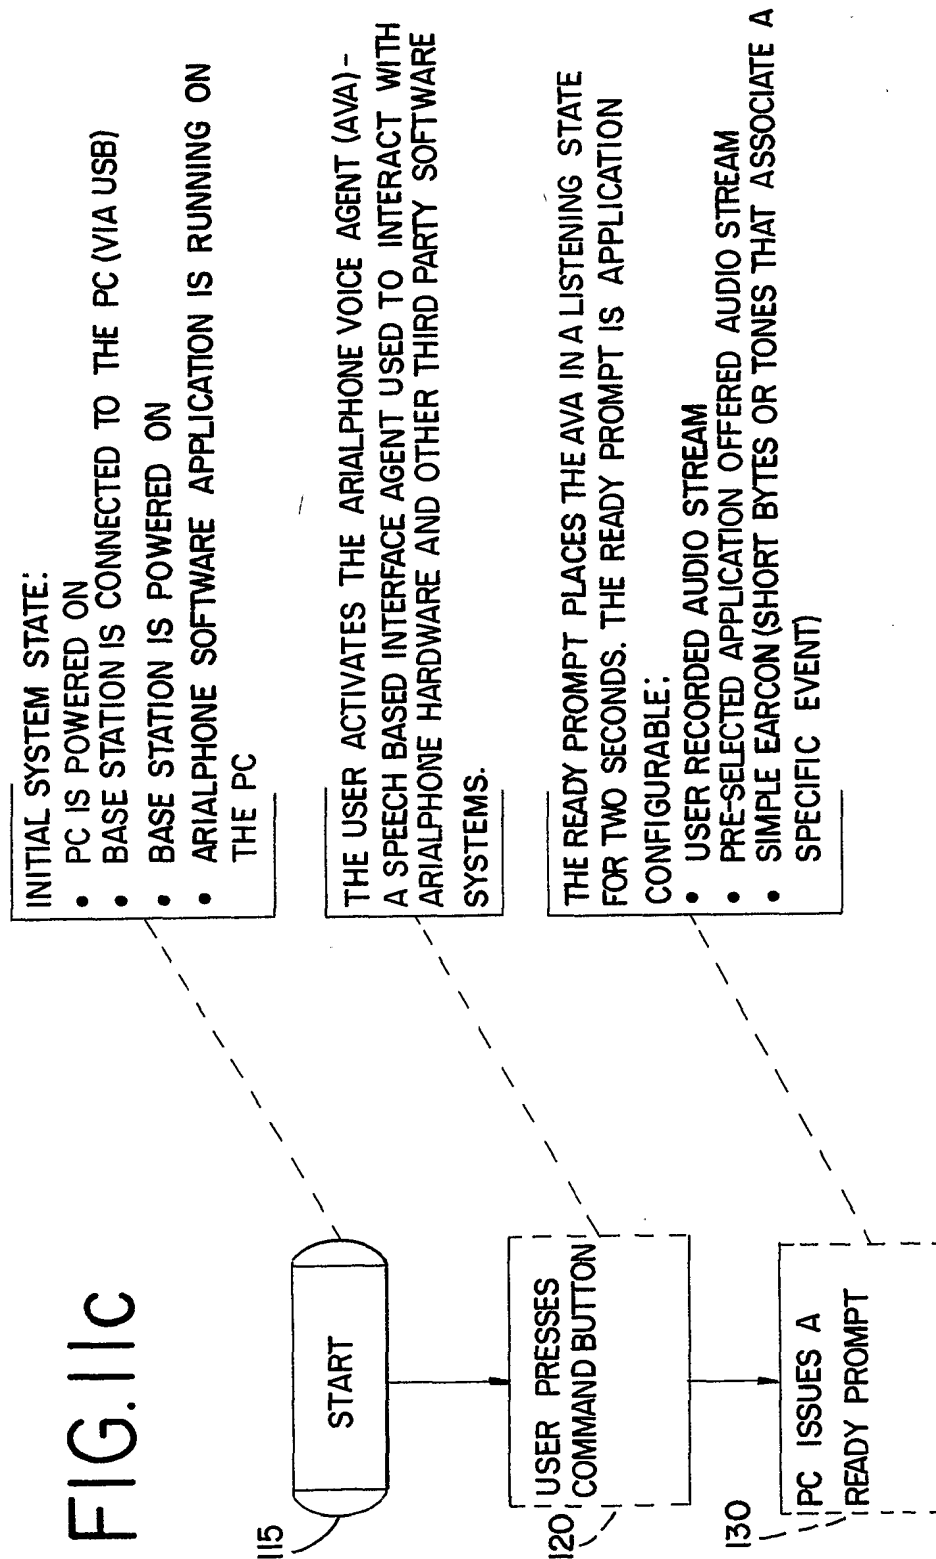 FIG.11c
115
START
INITIAL SYSTEM STATE:
• PC IS POWERED ON
• BASE STATION IS CONNECTED TO THE PC (VIA USB)
• BASE STATION IS POWERED ON
• ARIALPHONE SOFTWARE APPLICATION IS RUNNING ON
THE PC
120
USER PRESSES
COMMAND BUTTON
THE USER ACTIVATES THE ARIALPHONE VOICE AGENT (AVA)-
A SPEECH BASED INTERFACE AGENT USED TO INTERACT WITH
ARIALPHONE HARDWARE AND OTHER THIRD PARTY SOFTWARE
SYSTEMS.
130
PC ISSUES A
READY PROMPT
THE READY PROMPT PLACES THE AVA IN A LISTENING STATE
FOR TWO SECONDS. THE READY PROMPT IS APPLICATION
CONFIGURABLE:
• USER RECORDED AUDIO STREAM
• PRE-SELECTED APPLICATION OFFERED AUDIO STREAM
• SIMPLE EARCON (SHORT BYTES OR TONES THAT ASSOCIATE A
SPECIFIC EVENT)